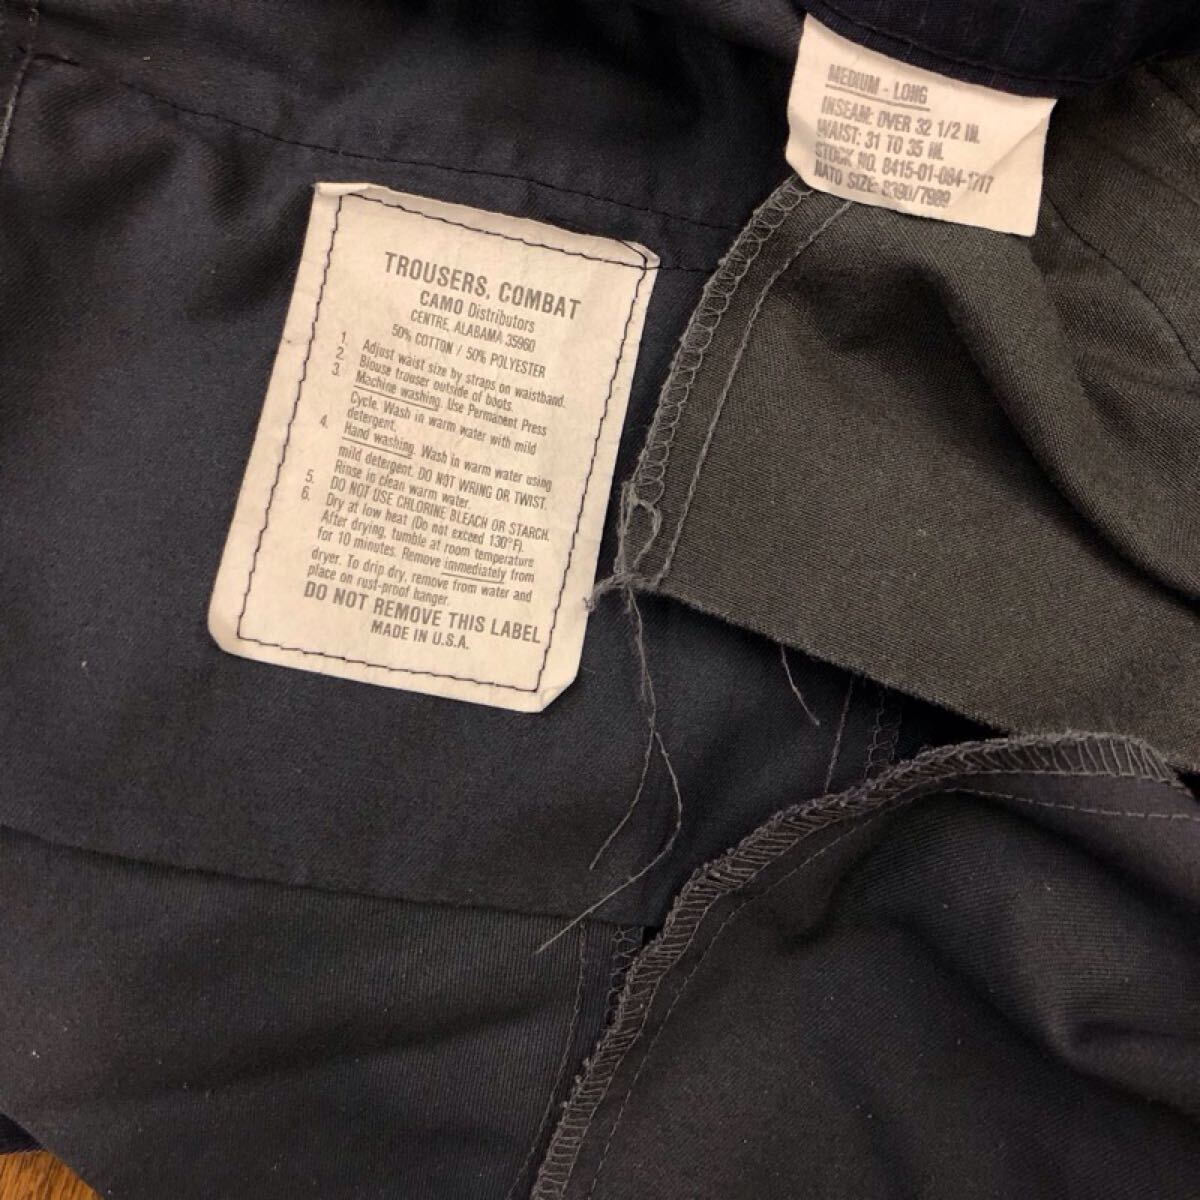 MEDIUM - LONG
INSEAM: OVER 32 1/2 IN.
WAIST: 31 TO 35 IN.
STOCK NO. 8415-01-084-1717
NATO SIZE: 8390/7989
TROUSERS, COMBAT
CAMO Distributors
CENTRE, ALABAMA 35960
50% COTTON / 50% POLYESTER
1. Adjust waist size by straps on waistband.
2. Blouse trouser outside of boots.
3. Machine washing. Use Permanent Press
Cycle. Wash in warm water with mild
detergent.
4. Hand washing. Wash in warm water using
mild detergent. DO NOT WRING OR TWIST.
Rinse in clean warm water.
5. DO NOT USE CHLORINE BLEACH OR STARCH.
6. Dry at low heat (Do not exceed 130°F).
After drying, tumble at room temperature
for 10 minutes. Remove immediately from
dryer. To drip dry, remove from water and
place on rust-proof hanger.
DO NOT REMOVE THIS LABEL
MADE IN U.S.A.